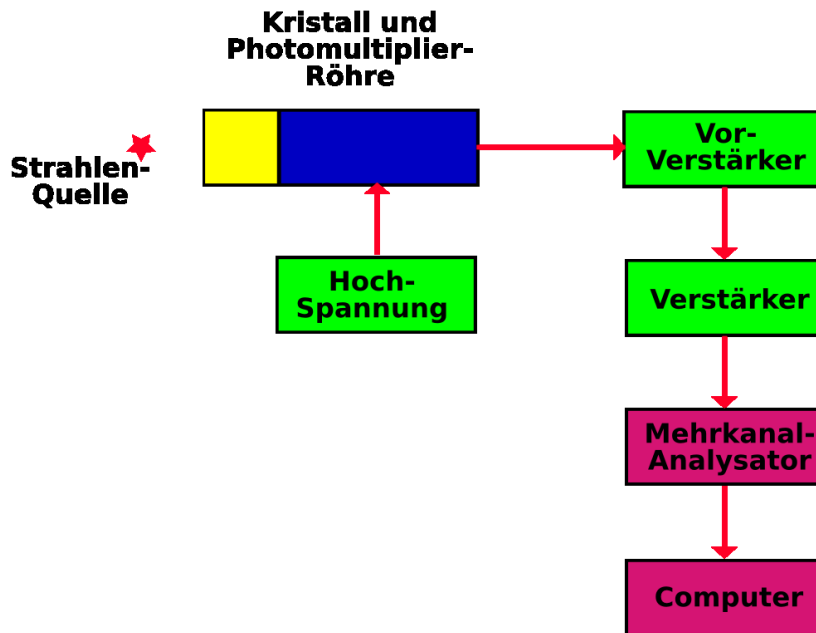 Kristall und
Photomultiplier-
Röhre
Strahlen-
Quelle
Vor-
Verstärker
Hoch-
Spannung
Verstärker
Mehrkanal-
Analysator
Computer